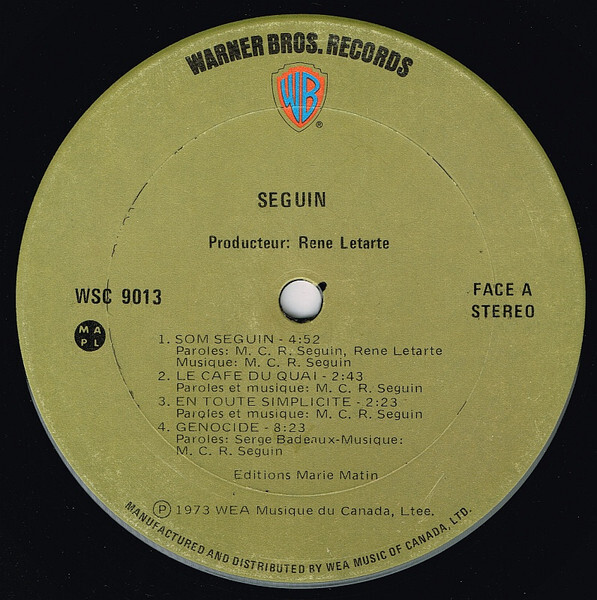 WARNER BROS. RECORDS
WB
®
SEGUIN
Producteur: Rene Letarte
WSC 9013
FACE A
STEREO
MA
PL
1. SOM SEGUIN - 4:52
Paroles: M. C. R. Seguin, Rene Letarte
Musique: M. C. R. Seguin
2. LE CAFE DU QUAI - 2:43
Paroles et musique: M. C. R. Seguin
3. EN TOUTE SIMPLICITE - 2:23
Paroles et musique: M. C. R. Seguin
4. GENOCIDE - 8:23
Paroles: Serge Badeaux-Musique:
M. C. R. Seguin
Editions Marie Matin
Ⓟ 1973 WEA Musique du Canada, Ltee.
MANUFACTURED AND DISTRIBUTED BY WEA MUSIC OF CANADA, LTD.